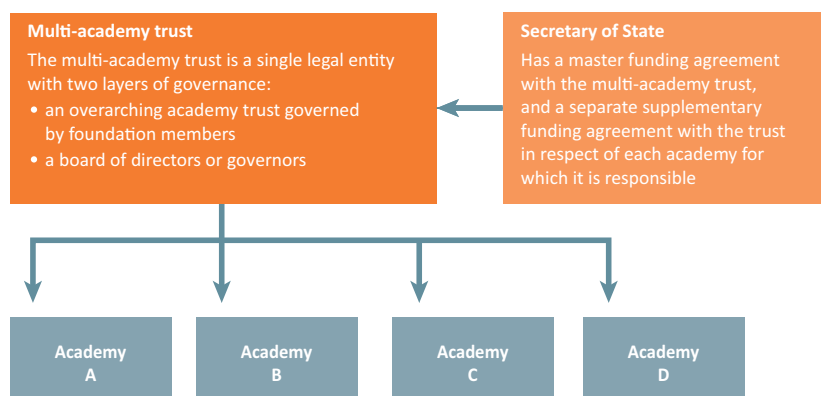 Multi-academy trust
The multi-academy trust is a single legal entity
with two layers of governance:
• an overarching academy trust governed
by foundation members
• a board of directors or governors
Secretary of State
Has a master funding agreement
with the multi-academy trust,
and a separate supplementary
funding agreement with the trust
in respect of each academy for
which it is responsible
Academy
A
Academy
B
Academy
C
Academy
D